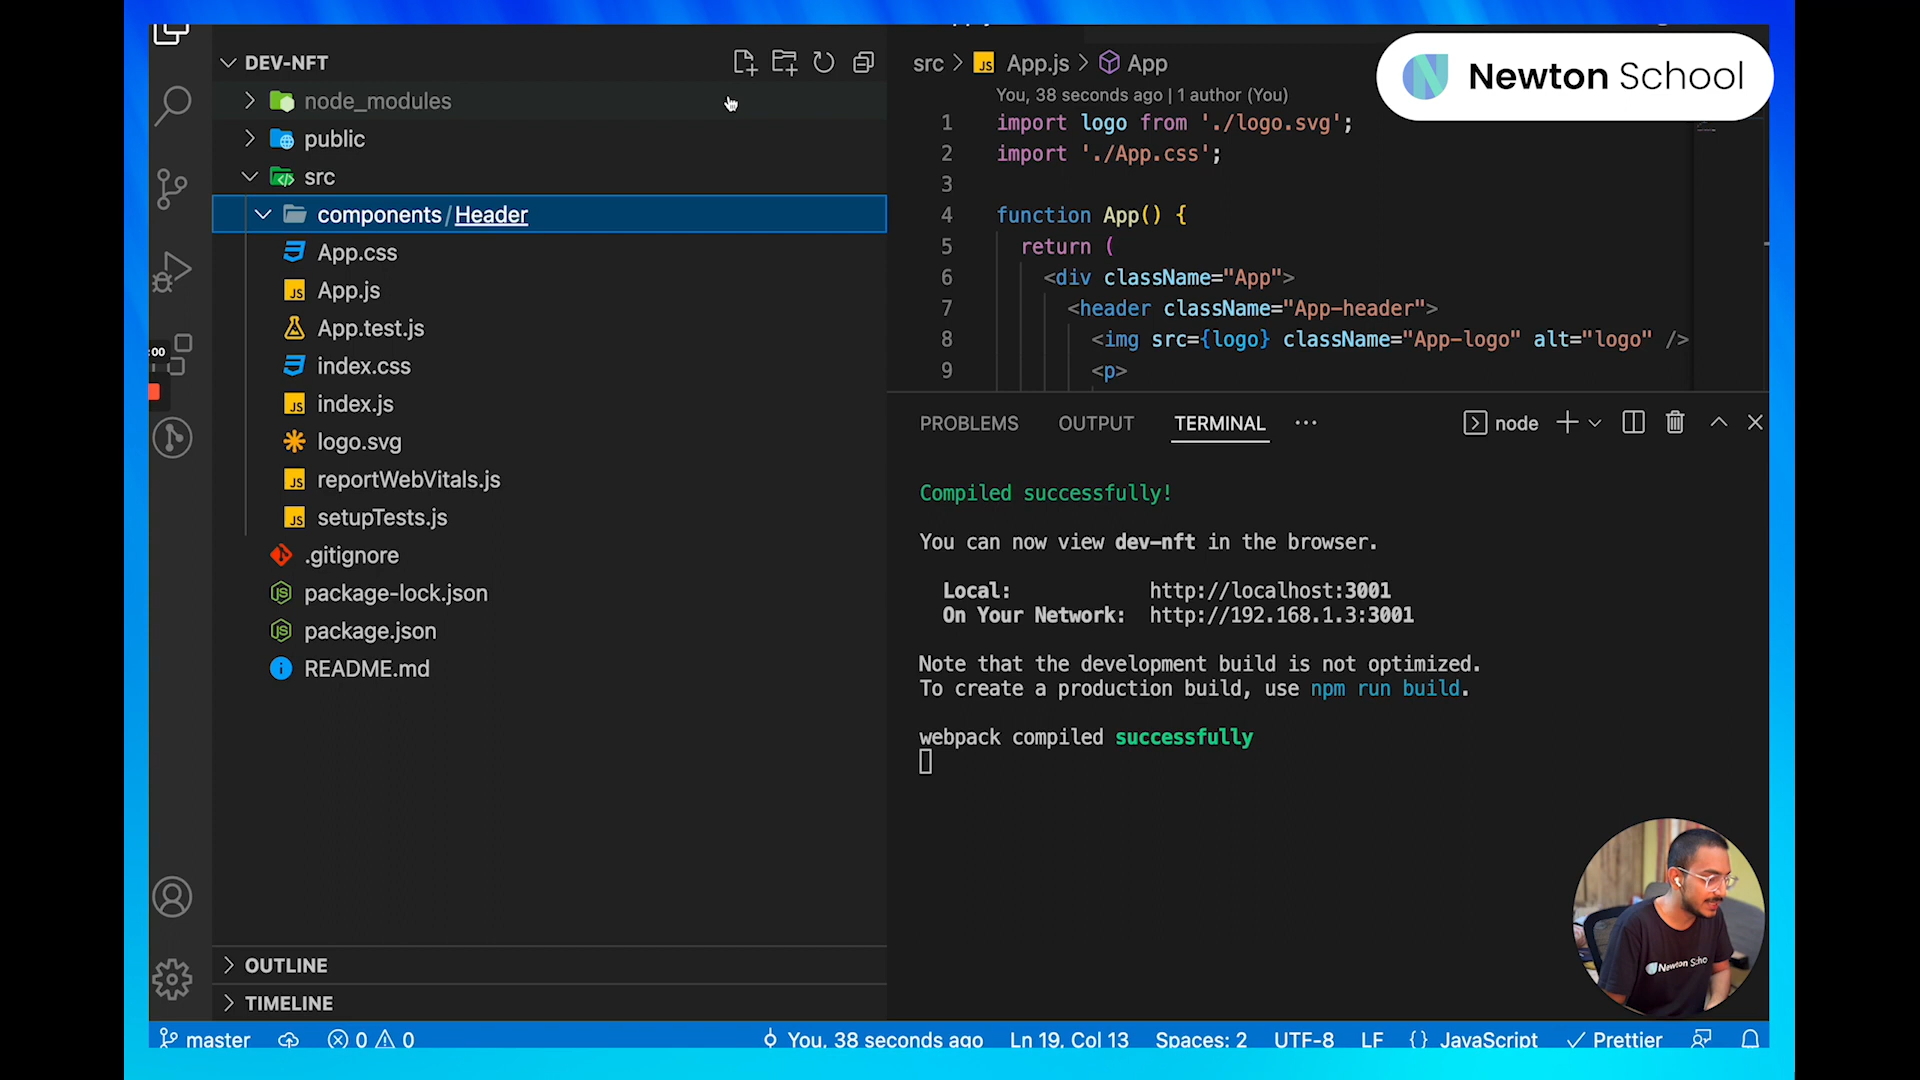 DEV-NFT
node_modules
public
src
components / Header
App.css
App.js
App.test.js
index.css
index.js
logo.svg
reportWebVitals.js
setupTests.js
.gitignore
package-lock.json
package.json
README.md
OUTLINE
TIMELINE
:00
src > JS App.js > App
You, 38 seconds ago | 1 author (You)
1 import logo from './logo.svg';
2 import './App.css';
3
4 function App() {
5 return (
6 <div className="App">
7 <header className="App-header">
8 <img src={logo} className="App-logo" alt="logo" />
9 <p>
Newton School
PROBLEMS OUTPUT TERMINAL ··· node
Compiled successfully!
You can now view dev-nft in the browser.
Local: http://localhost:3001
On Your Network: http://192.168.1.3:3001
Note that the development build is not optimized.
To create a production build, use npm run build.
webpack compiled successfully
Newton Scho
master 0 0 You, 38 seconds ago Ln 19, Col 13 Spaces: 2 UTF-8 LF {} JavaScript Prettier